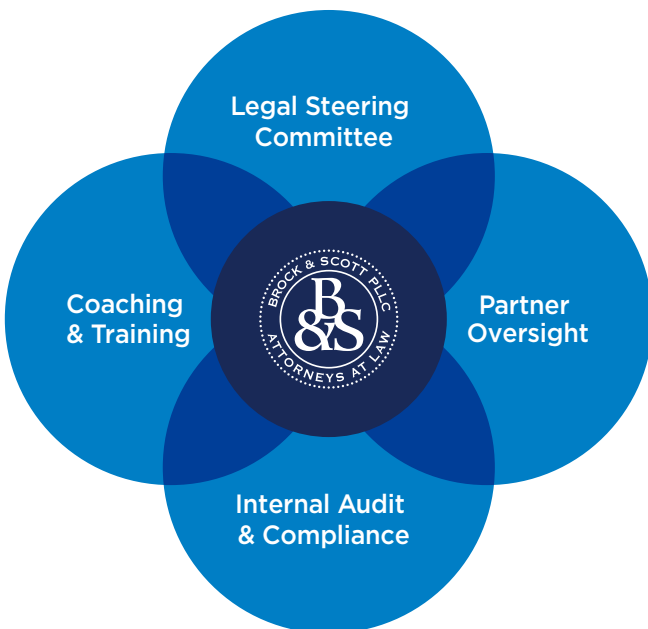 Legal Steering
Committee
Coaching
& Training
BROCK & SCOTT PLLC
B
&S
ATTORNEYS AT LAW
Partner
Oversight
Internal Audit
& Compliance